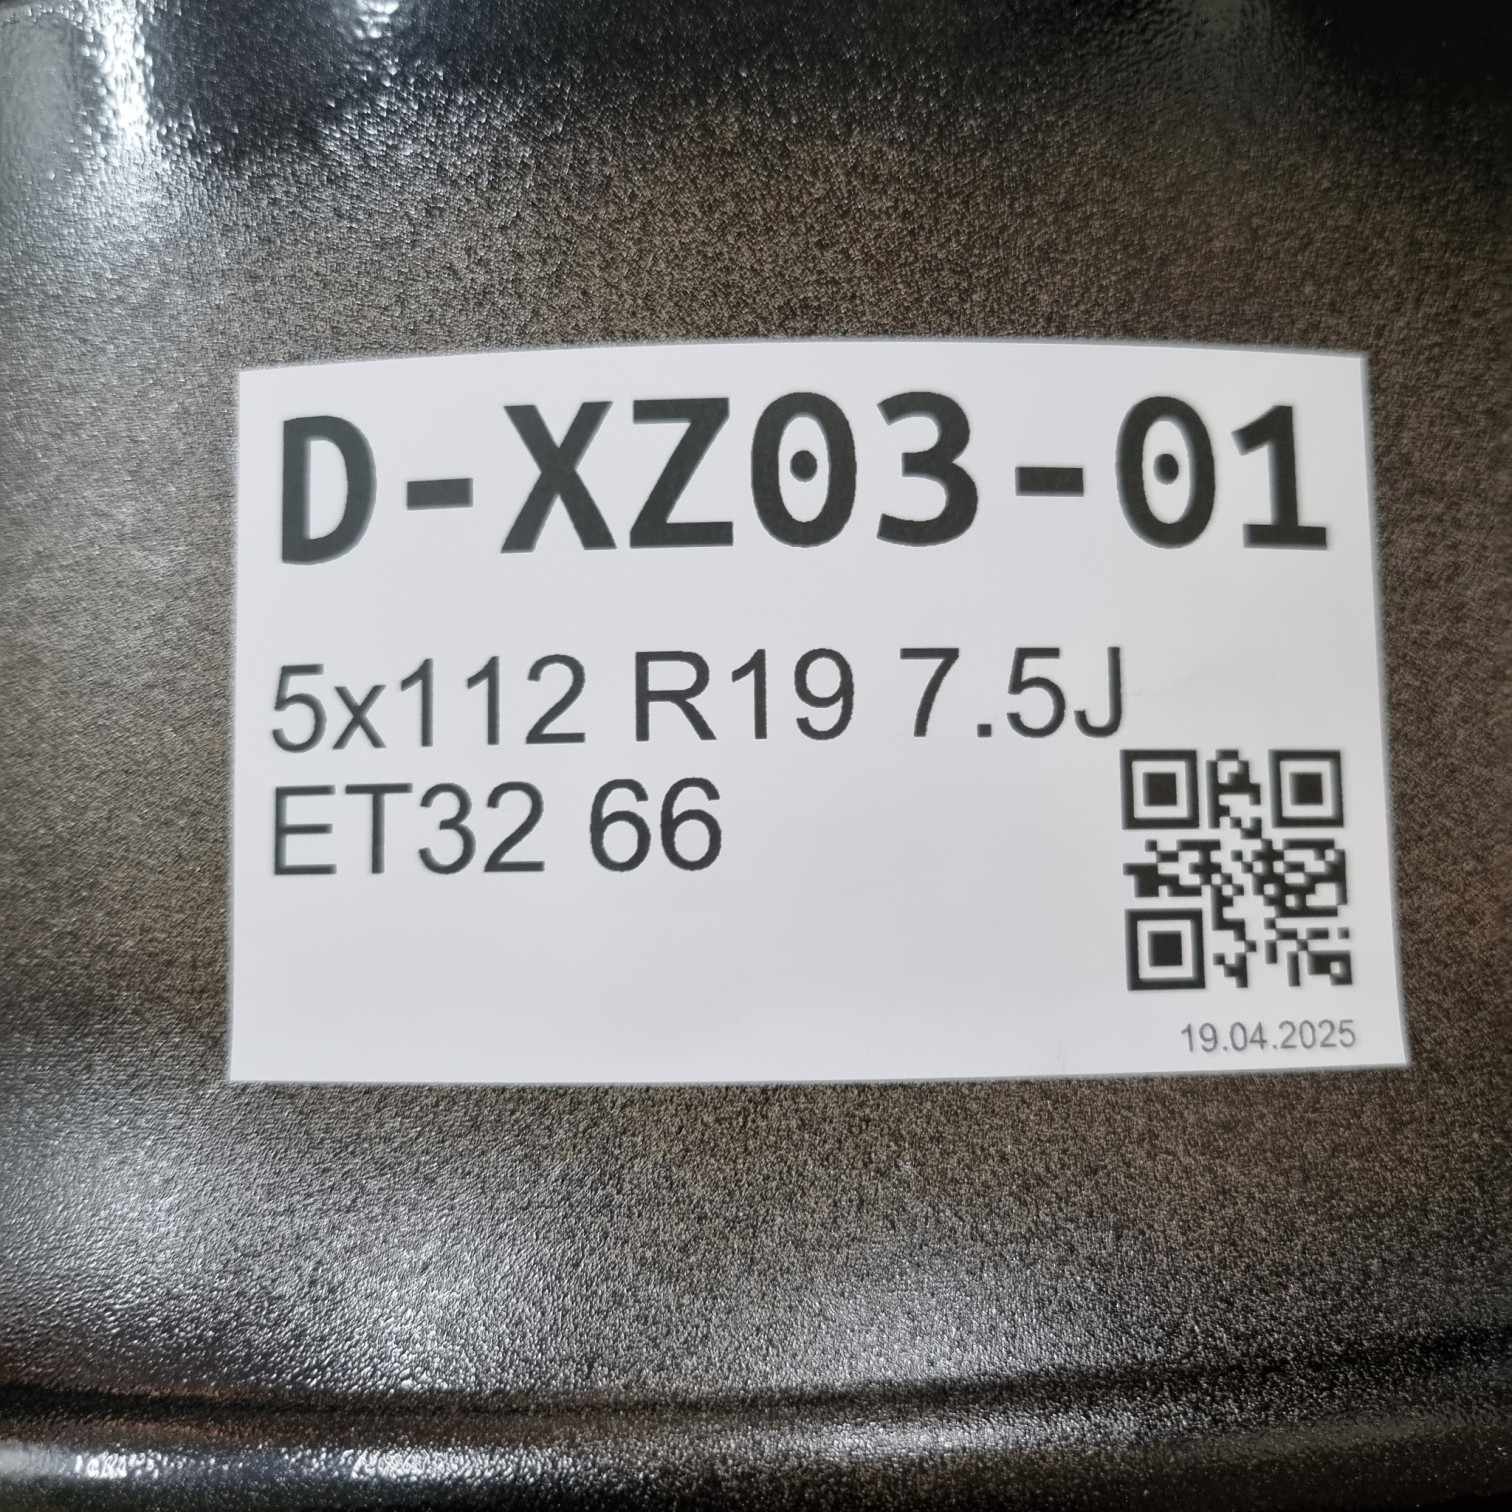 D-XZ03-01
5x112 R19 7.5J
ET32 66
19.04.2025